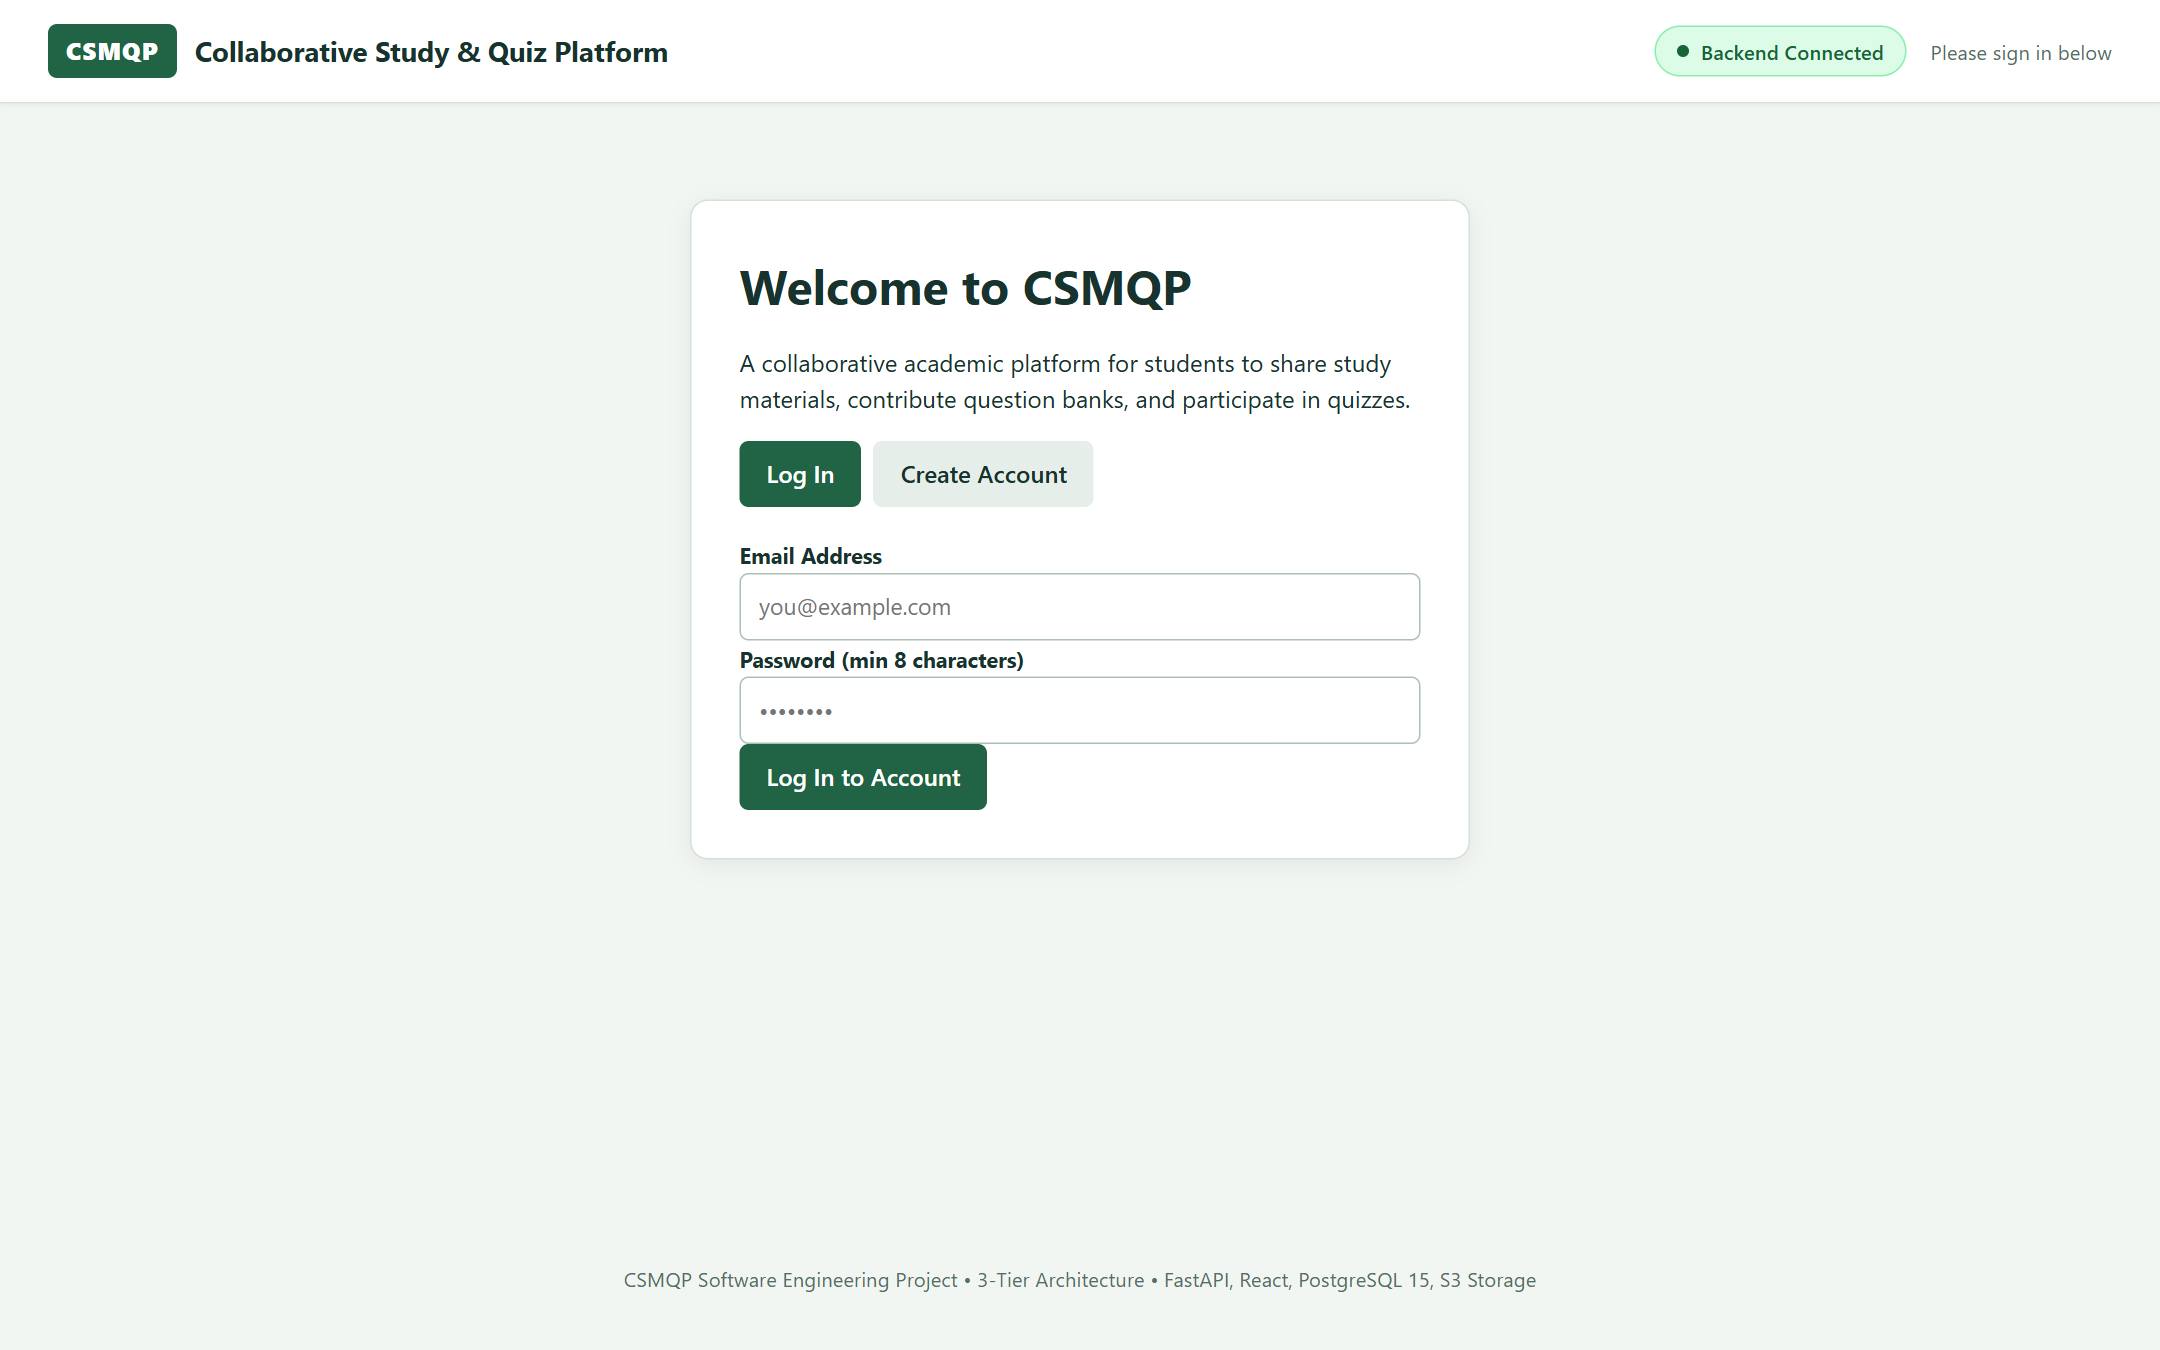 CSMQP Collaborative Study & Quiz Platform
Backend Connected
Please sign in below
Welcome to CSMQP
A collaborative academic platform for students to share study
materials, contribute question banks, and participate in quizzes.
Log In
Create Account
Email Address
you@example.com
Password (min 8 characters)
••••••••
Log In to Account
CSMQP Software Engineering Project • 3-Tier Architecture • FastAPI, React, PostgreSQL 15, S3 Storage